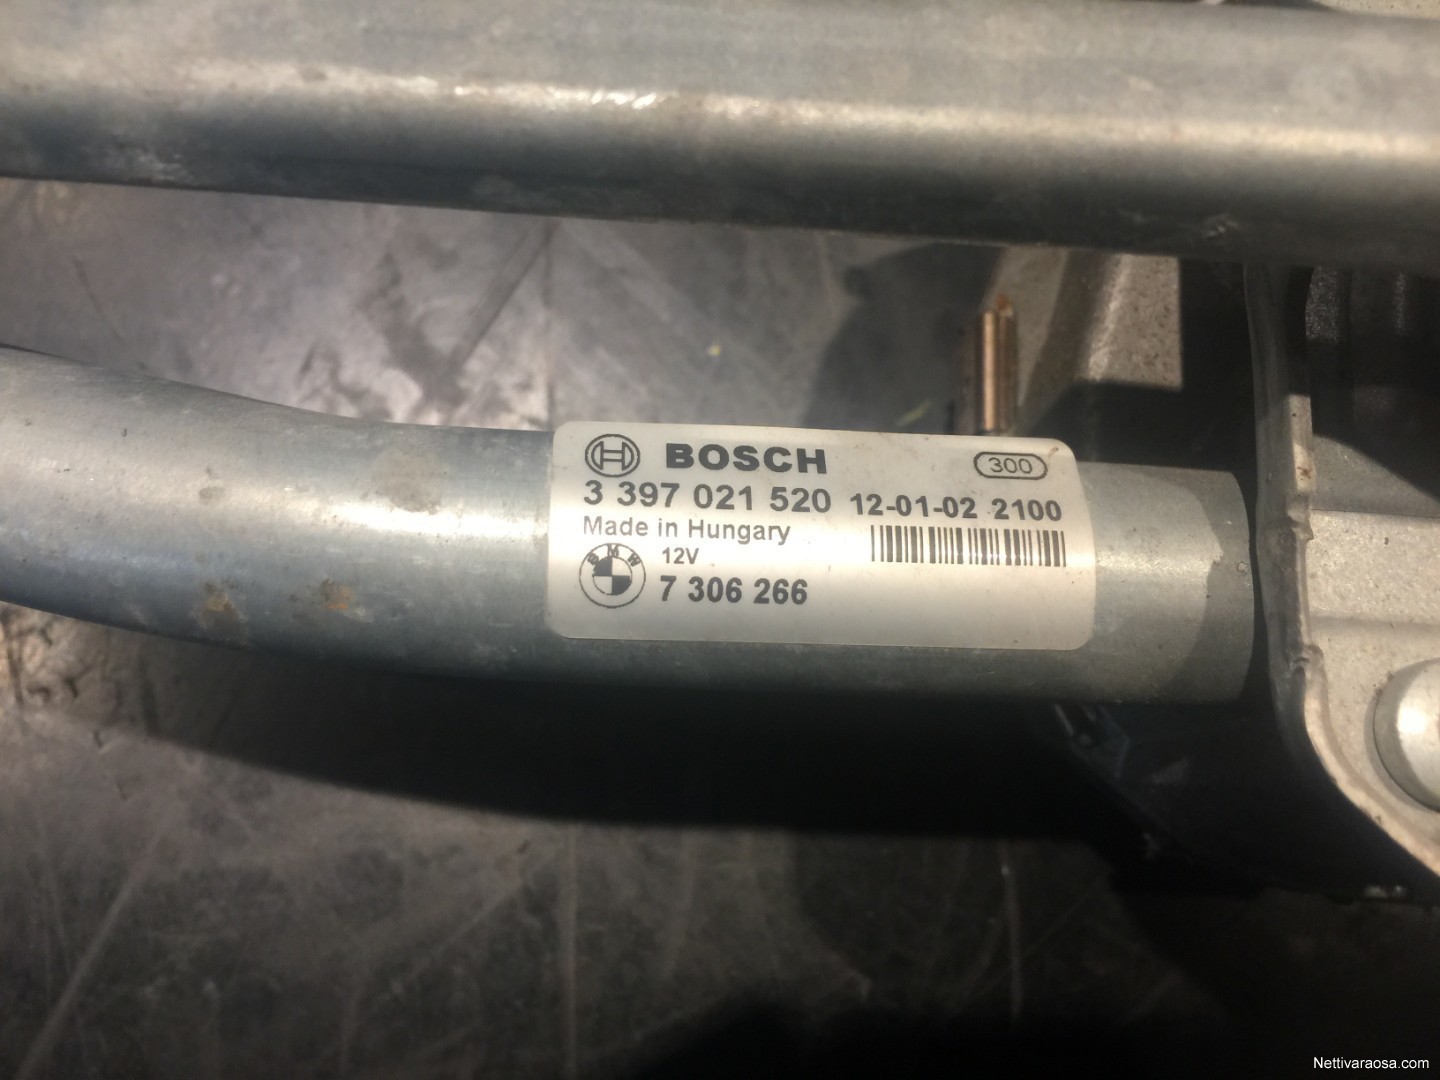 BOSCH 300
3 397 021 520 12-01-02 2100
Made in Hungary
BMW 12V
7 306 266
Nettivaraosa.com